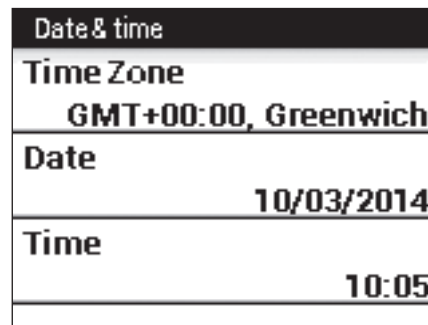 Date & time
Time Zone
GMT+00:00, Greenwich
Date
10/03/2014
Time
10:05